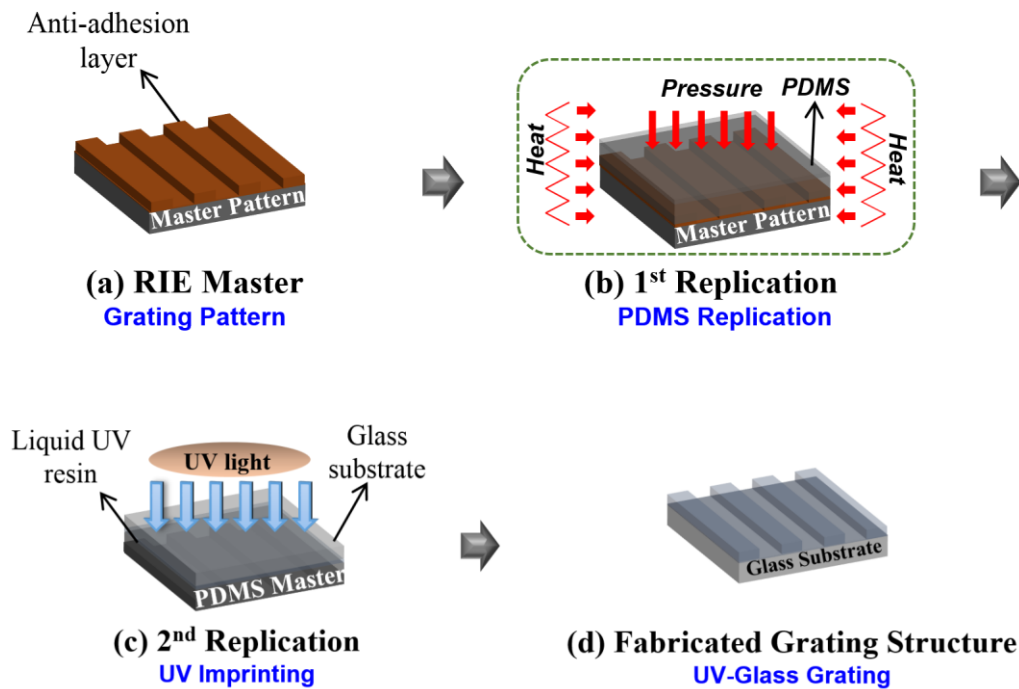 Anti-adhesion
layer
Master Pattern
(a) RIE Master
Grating Pattern
Pressure
PDMS
Heat
Heat
Master Pattern
(b) 1st Replication
PDMS Replication
Liquid UV
resin
UV light
Glass
substrate
PDMS Master
(c) 2nd Replication
UV Imprinting
Glass Substrate
(d) Fabricated Grating Structure
UV-Glass Grating